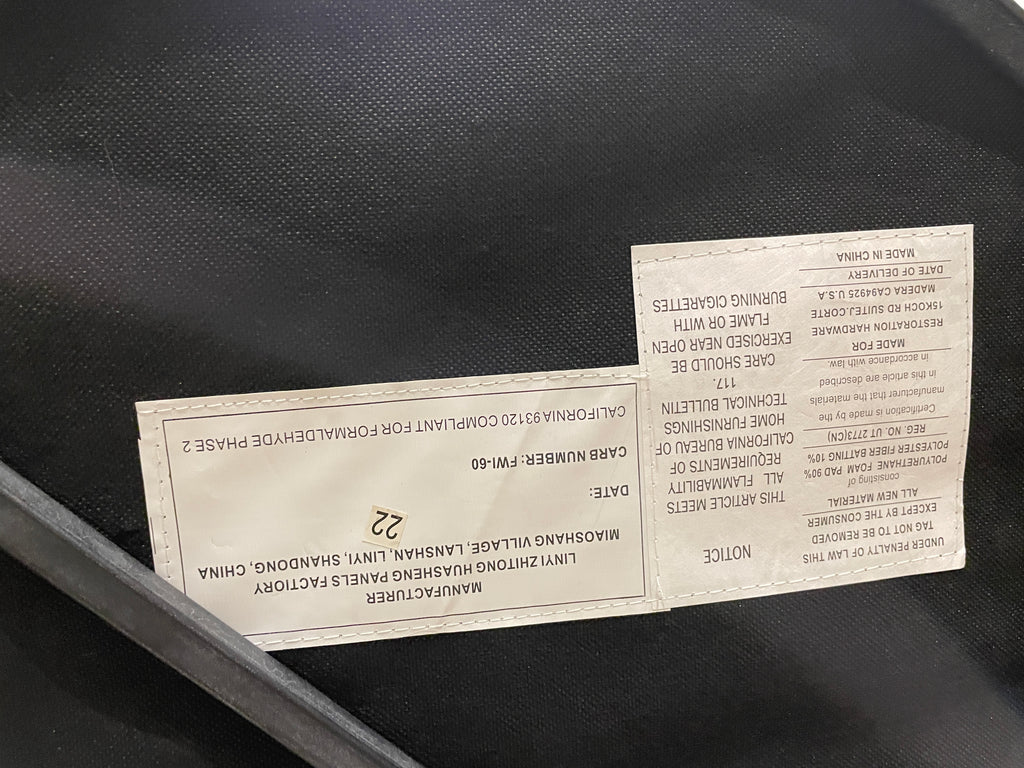 UNDER PENALTY OF LAW THIS
TAG NOT TO BE REMOVED
EXCEPT BY THE CONSUMER
ALL NEW MATERIAL
consisting of
POLYURETHANE FOAM PAD 90%
POLYESTER FIBER BATTING 10%
REG. NO. UT 2773(CN)
Certification is made by the
manufacturer that the materials
in this article are described
in accordance with law.
MADE FOR
RESTORATION HARDWARE
15KOCH RD SUITEJ.CORTE
MADERA CA94925 U.S.A
DATE OF DELIVERY
MADE IN CHINA
NOTICE
THIS ARTICLE MEETS
ALL FLAMMABILITY
REQUIREMENTS OF
CALIFORNIA BUREAU OF
HOME FURNISHINGS
TECHNICAL BULLETIN
117.
CARE SHOULD BE
EXERCISED NEAR OPEN
FLAME OR WITH
BURNING CIGARETTES
MANUFACTURER
LINYI ZHITONG HUASHENG PANELS FACTIORY
MIAOSHANG VILLAGE, LANSHAN, LINYI, SHANDONG, CHINA
22
DATE:
CARB NUMBER: FWI-60
CALIFORNIA 93120 COMPLIANT FOR FORMALDEHYDE PHASE 2